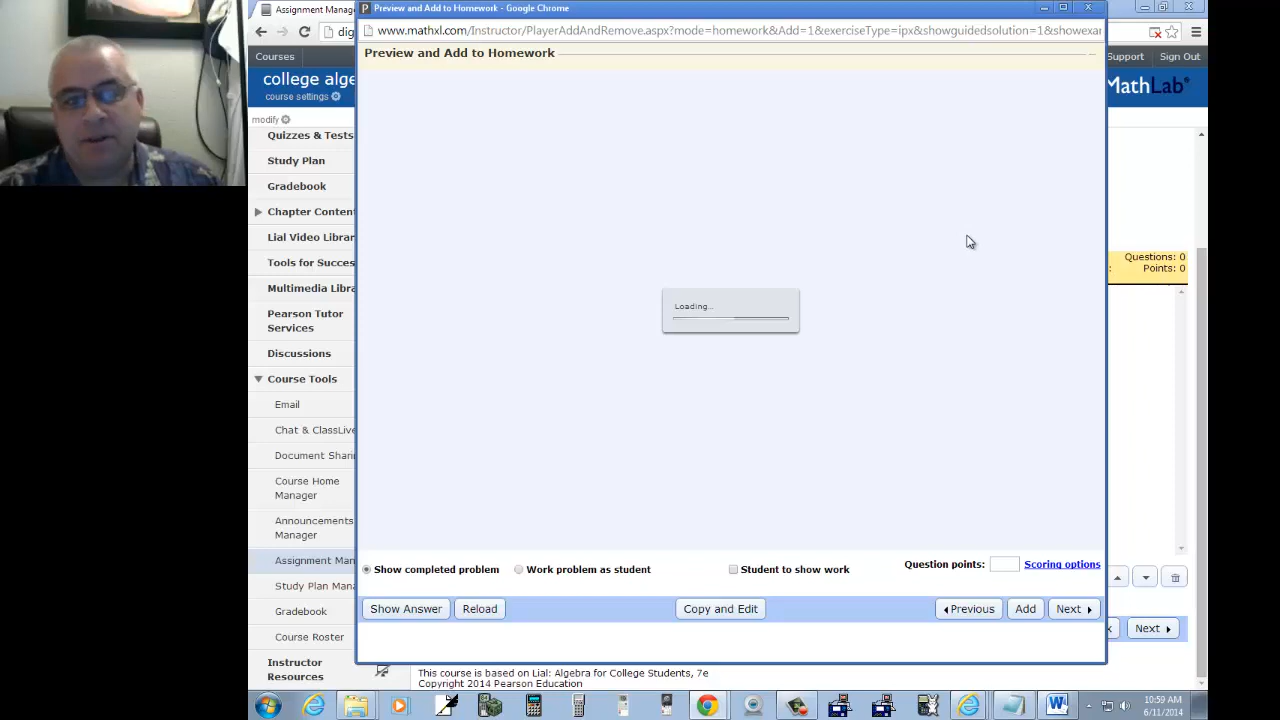 Assignment Manag
Preview and Add to Homework - Google Chrome
dig
www.mathxl.com/Instructor/PlayerAddAndRemove.aspx?mode=homework&Add=1&exerciseType=ipx&showguidedsolution=1&showexa
Courses
Preview and Add to Homework
Support
Sign Out
college alge
course settings
MathLab
modify
Quizzes & Tests
Study Plan
Gradebook
Chapter Conten
Lial Video Librar
Tools for Succes
Multimedia Libra
Pearson Tutor
Services
Discussions
Course Tools
Email
Chat & ClassLive
Document Sharin
Course Home
Manager
Announcements
Manager
Assignment Man
Study Plan Mana
Gradebook
Course Roster
Instructor
Resources
Questions: 0
Points: 0
Loading...
Show completed problem
Work problem as student
Student to show work
Question points:
Scoring options
Show Answer
Reload
Copy and Edit
Previous
Add
Next
Next
This course is based on Lial: Algebra for College Students, 7e
Copyright 2014 Pearson Education
10:59 AM
6/11/2014